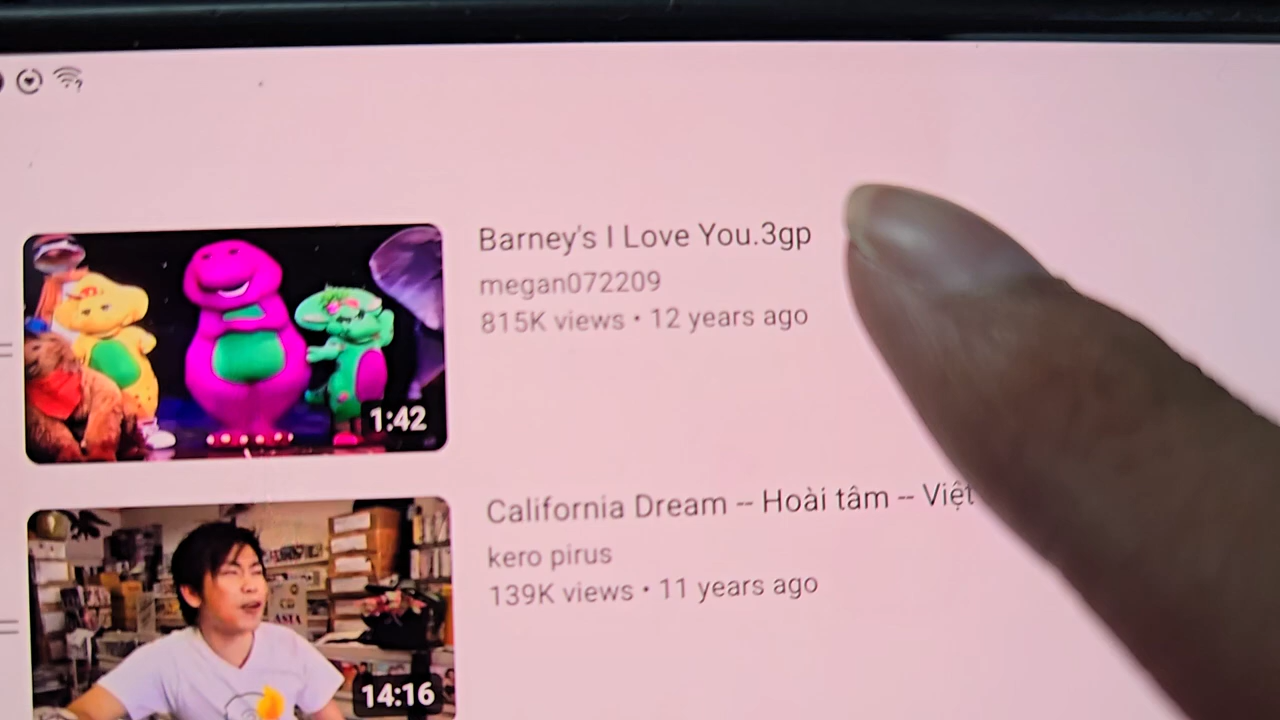 Barney's I Love You.3gp
megan072209
815K views • 12 years ago
1:42
California Dream -- Hoài tâm -- Việt
kero pirus
139K views • 11 years ago
ASIA
14:16